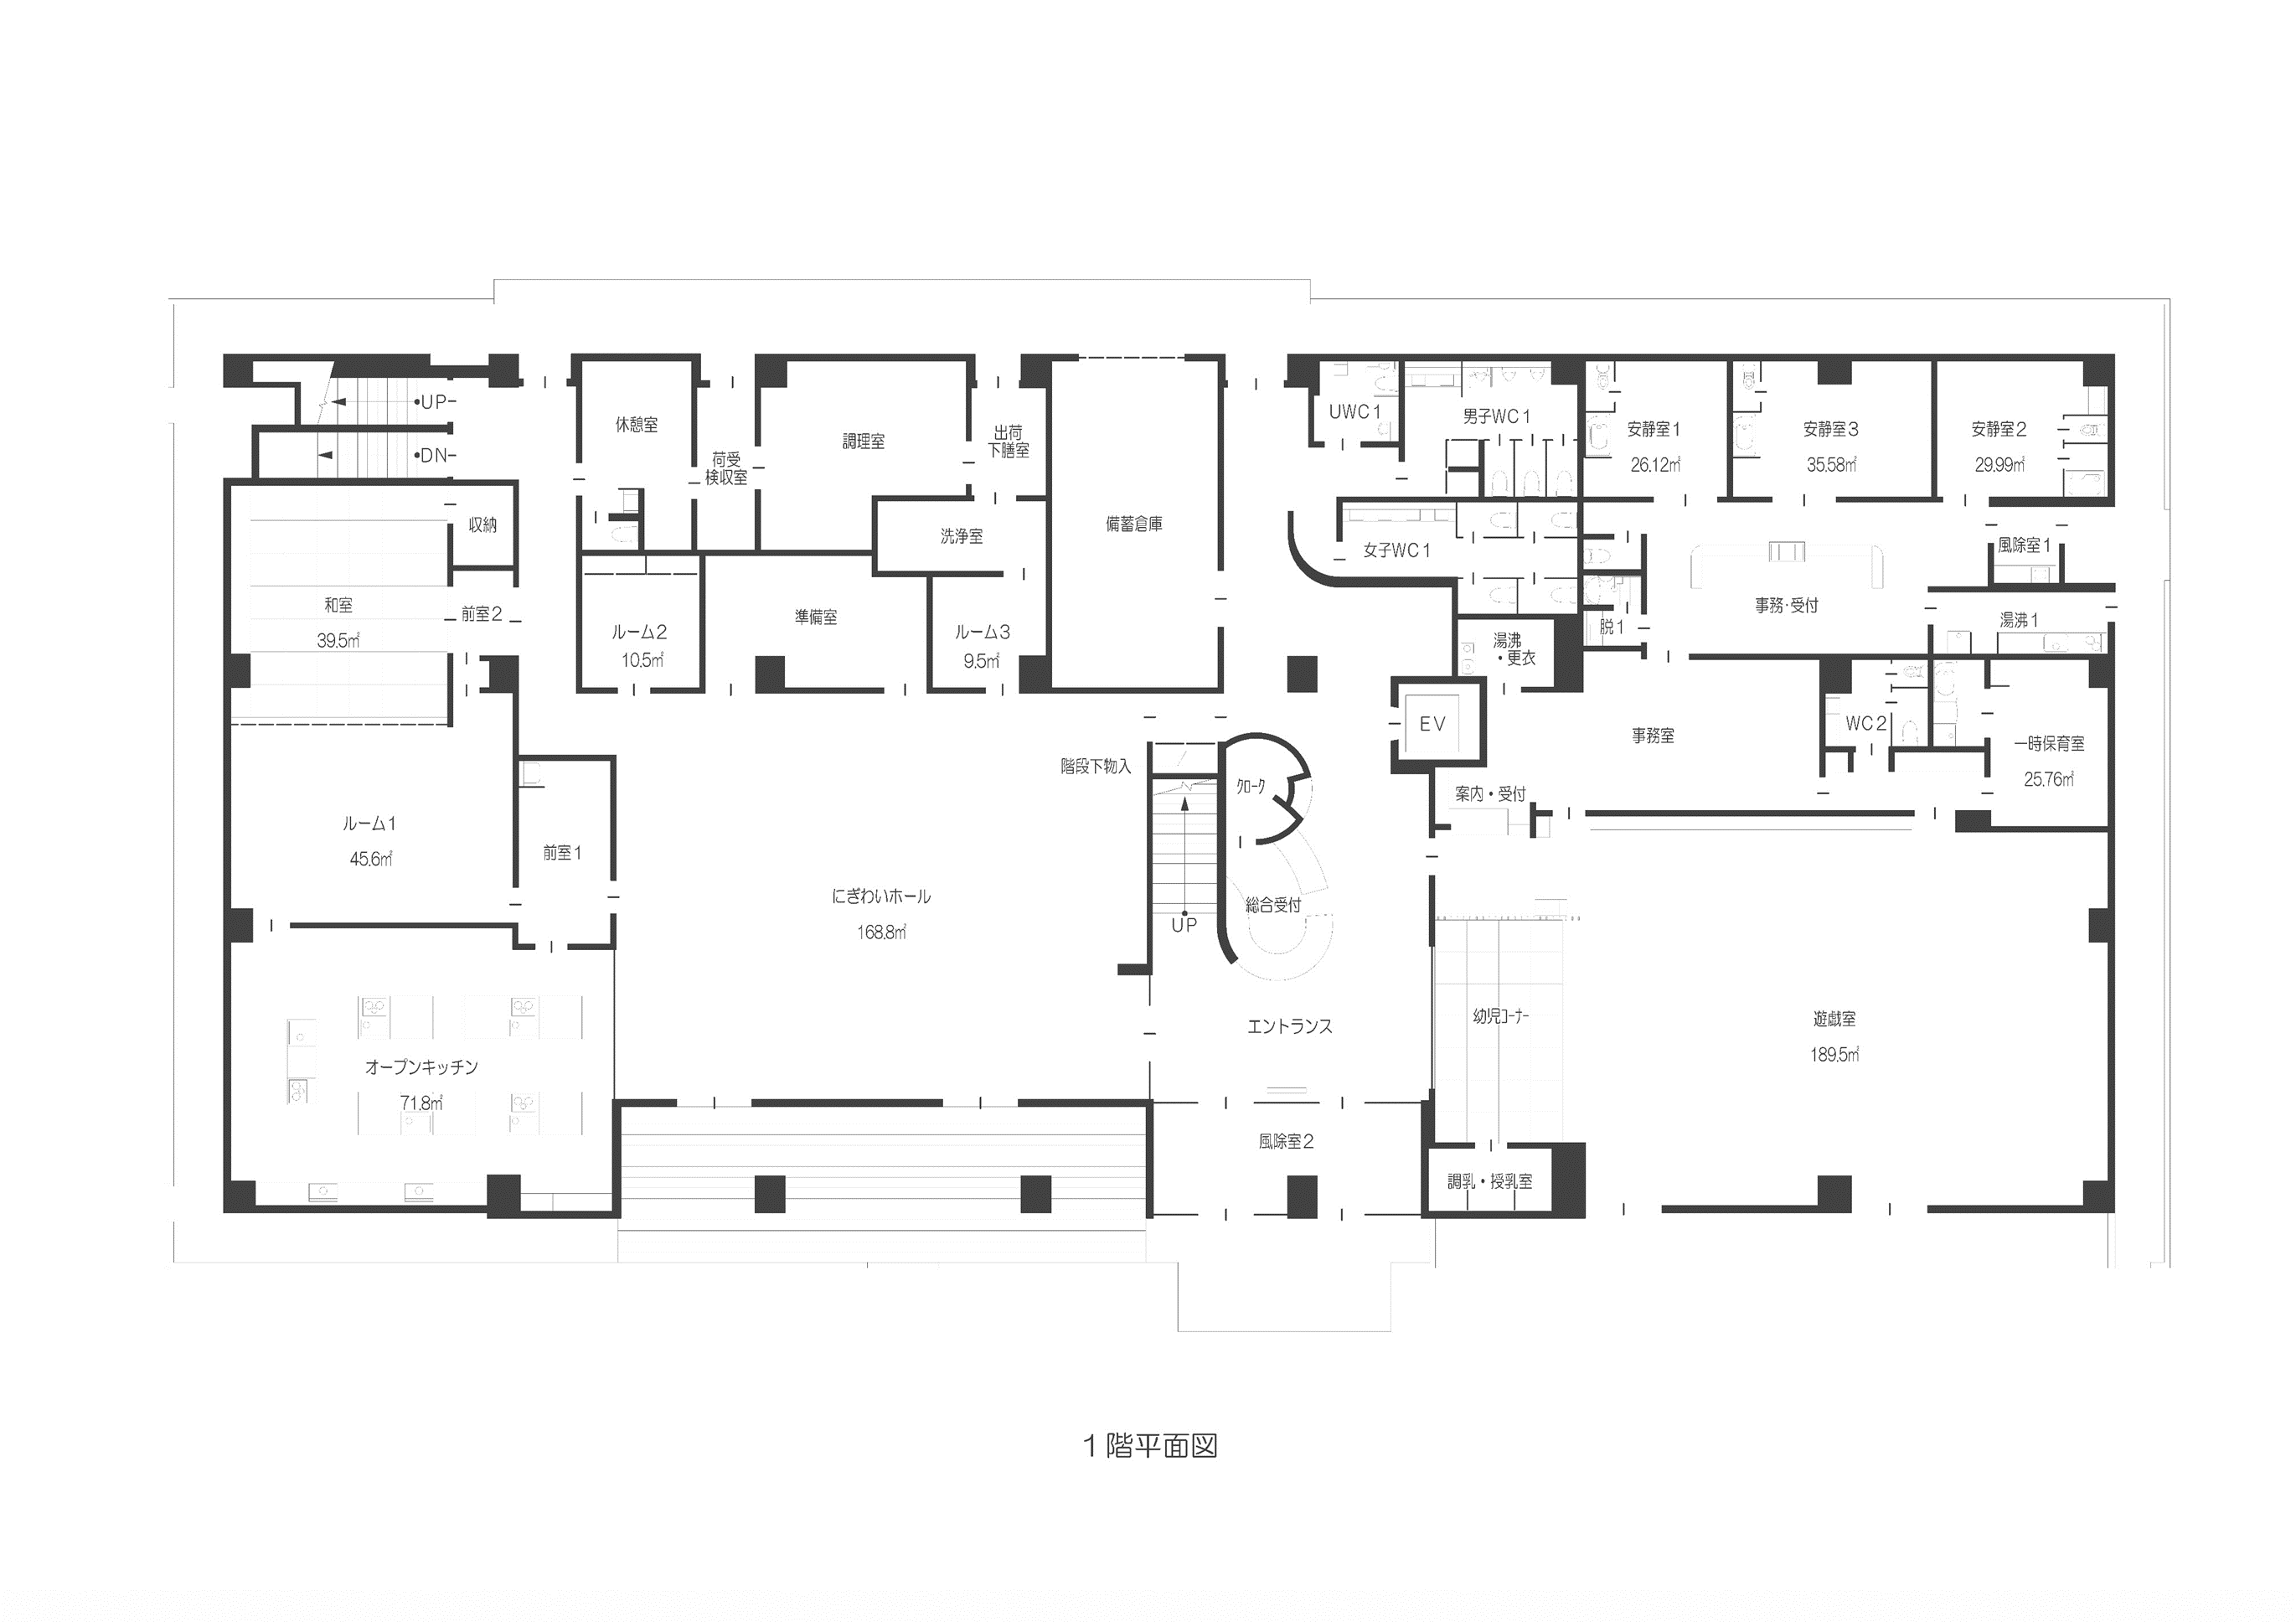 UP
DN
休憩室
荷受
検収室
調理室
出荷
下膳室
UWC1
男子WC1
安静室1
26.12㎡
安静室3
35.58㎡
安静室2
29.99㎡
収納
洗浄室
備蓄倉庫
女子WC1
風除室1
和室
39.5㎡
前室2
ルーム2
10.5㎡
準備室
ルーム3
9.5㎡
湯沸
・更衣
脱1
事務・受付
湯沸1
EV
事務室
WC2
一時保育室
25.76㎡
階段下物入
クローク
案内・受付
ルーム1
45.6㎡
前室1
にぎわいホール
168.8㎡
UP
総合受付
オープンキッチン
71.8㎡
エントランス
幼児コーナー
遊戯室
189.5㎡
風除室2
調乳・授乳室
1階平面図